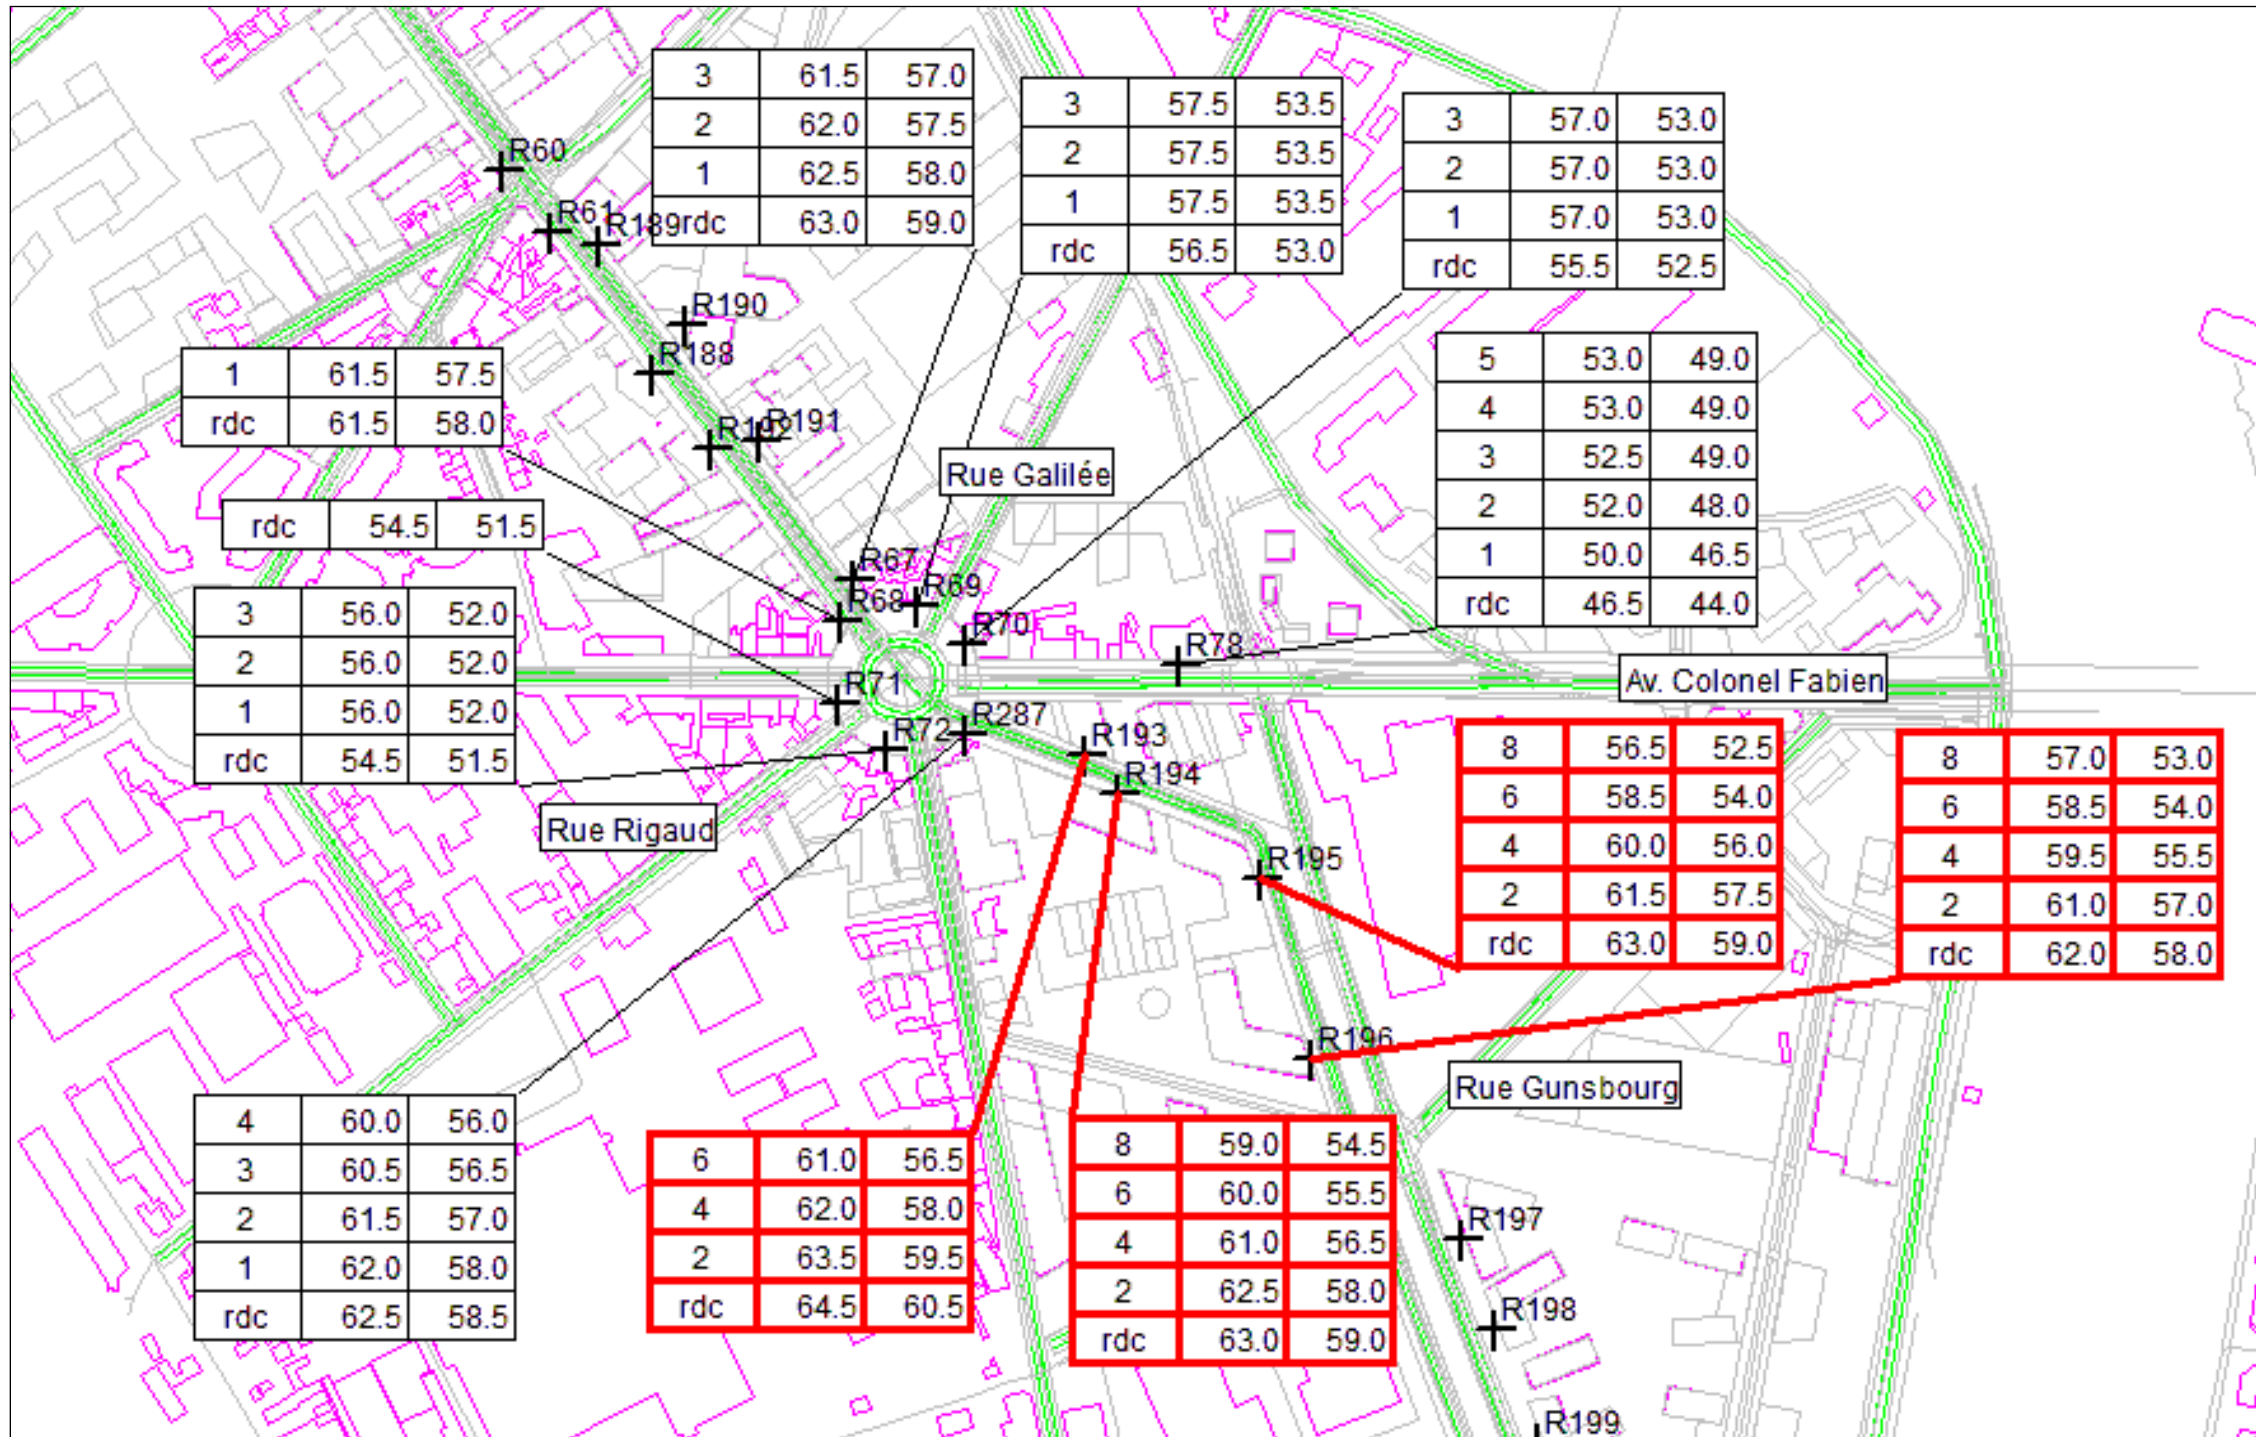 3 61.5 57.0
2 62.0 57.5
1 62.5 58.0
rdc 63.0 59.0
3 57.5 53.5
2 57.5 53.5
1 57.5 53.5
rdc 56.5 53.0
3 57.0 53.0
2 57.0 53.0
1 57.0 53.0
rdc 55.5 52.5
R60
R61
R189
R190
R188
R191
R192
5 53.0 49.0
4 53.0 49.0
3 52.5 49.0
2 52.0 48.0
1 50.0 46.5
rdc 46.5 44.0
1 61.5 57.5
rdc 61.5 58.0
Rue Galilée
rdc 54.5 51.5
R67
R69
R68
R70
R78
3 56.0 52.0
2 56.0 52.0
1 56.0 52.0
rdc 54.5 51.5
R71
Av. Colonel Fabien
R72
R287
R193
R194
Rue Rigaud
R195
8 56.5 52.5
6 58.5 54.0
4 60.0 56.0
2 61.5 57.5
rdc 63.0 59.0
8 57.0 53.0
6 58.5 54.0
4 59.5 55.5
2 61.0 57.0
rdc 62.0 58.0
R196
Rue Gunsbourg
4 60.0 56.0
3 60.5 56.5
2 61.5 57.0
1 62.0 58.0
rdc 62.5 58.5
6 61.0 56.5
4 62.0 58.0
2 63.5 59.5
rdc 64.5 60.5
8 59.0 54.5
6 60.0 55.5
4 61.0 56.5
2 62.5 58.0
rdc 63.0 59.0
R197
R198
R199